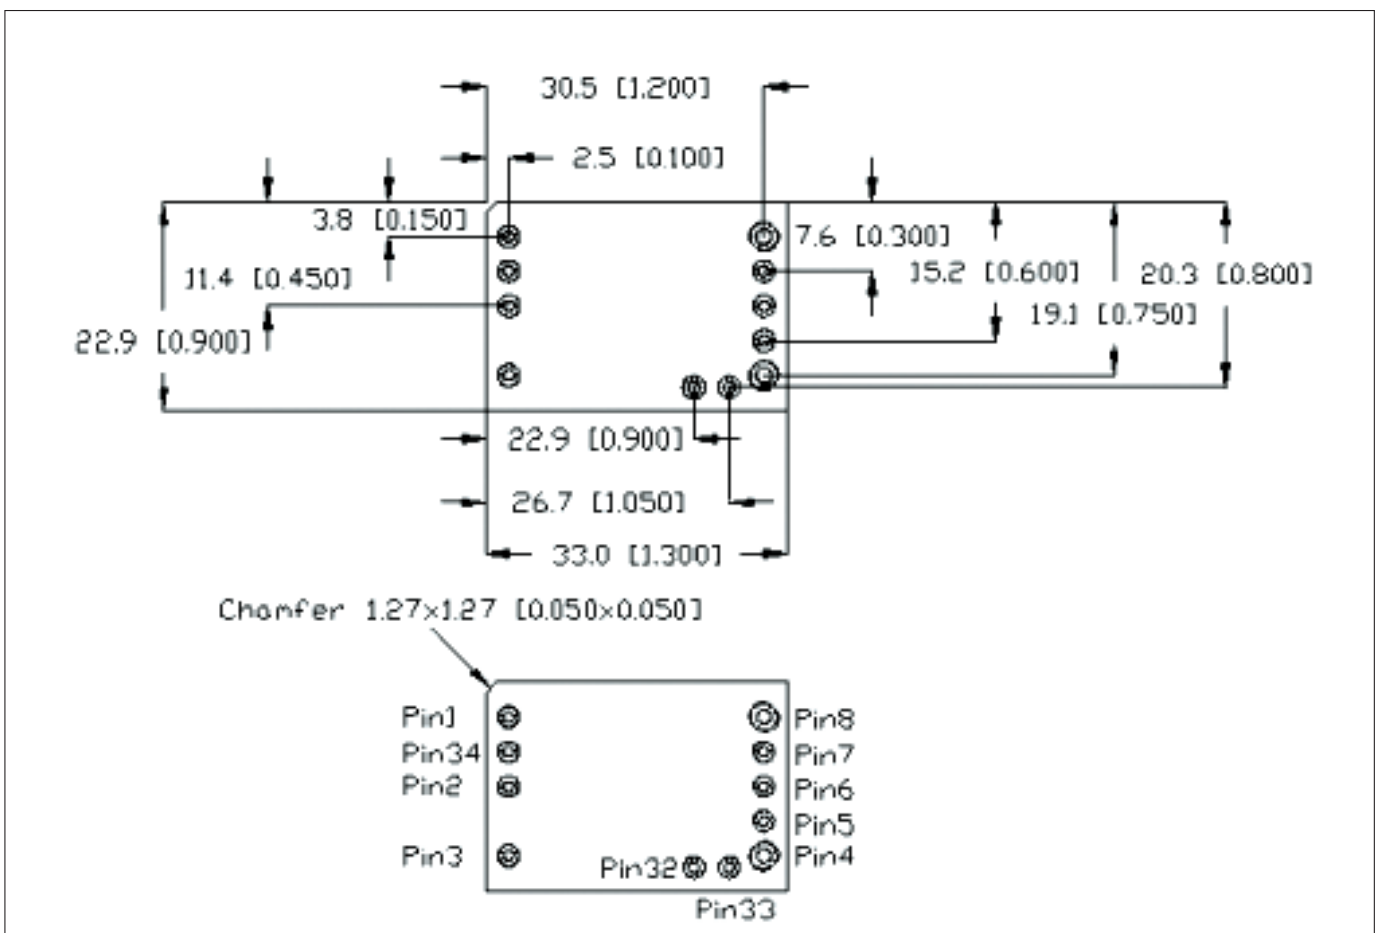 30.5 [1.200]
2.5 [0.100]
3.8 [0.150]
7.6 [0.300]
11.4 [0.450]
15.2 [0.600]
20.3 [0.800]
19.1 [0.750]
22.9 [0.900]
22.9 [0.900]
26.7 [1.050]
33.0 [1.300]
Chamfer 1.27x1.27 [0.050x0.050]
Pin1
Pin8
Pin34
Pin7
Pin2
Pin6
Pin5
Pin3
Pin32
Pin4
Pin33